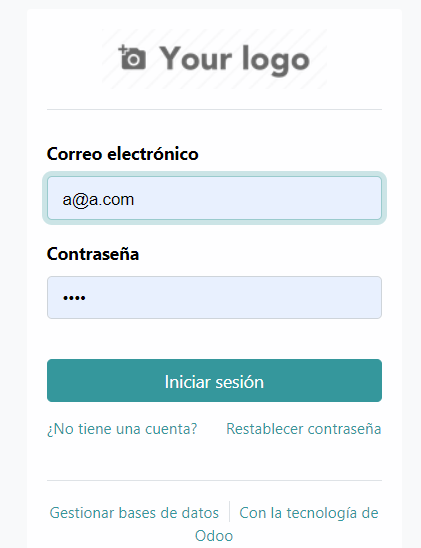 Your logo
Correo electrónico
a@a.com
Contraseña
••••
Iniciar sesión
¿No tiene una cuenta? Restablecer contraseña
Gestionar bases de datos Con la tecnología de
Odoo